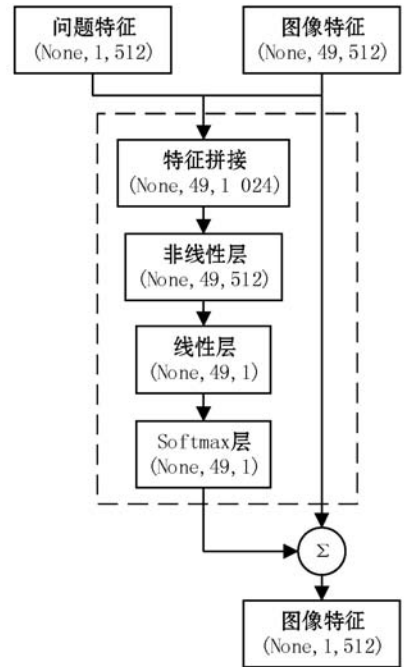 问题特征
(None,1,512)
图像特征
(None,49,512)
特征拼接
(None,49,1 024)
非线性层
(None,49,512)
线性层
(None,49,1)
Softmax层
(None,49,1)
Σ
图像特征
(None,1,512)